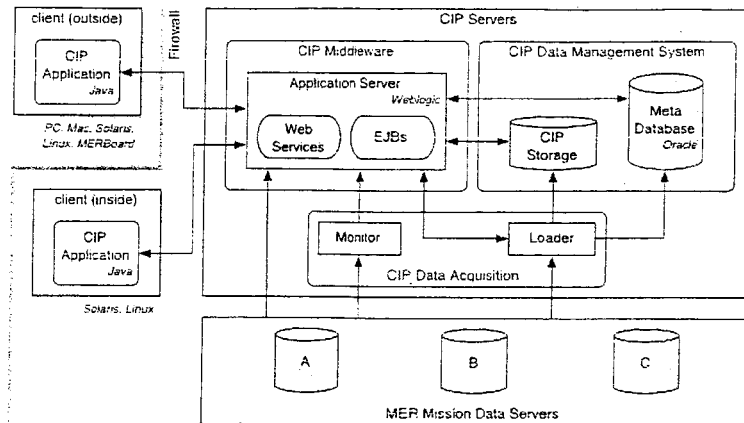 client (outside)
CIP
Application
Java
PC, Mac, Solaris,
Linux, MERBoard
Firewall
client (inside)
CIP
Application
Java
Solaris, Linux
CIP Servers
CIP Middleware
Application Server
Weblogic
Web
Services
EJBs
CIP Data Management System
CIP
Storage
Meta
Database
Oracle
Monitor
Loader
CIP Data Acquisition
A
B
C
MER Mission Data Servers